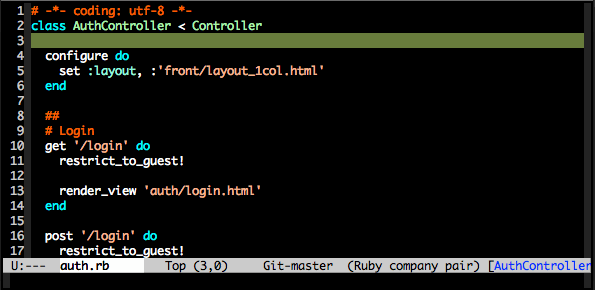 1 # -*- coding: utf-8 -*-
2 class AuthController < Controller
3
4   configure do
5     set :layout, :'front/layout_1col.html'
6   end
7
8   ##
9   # Login
10   get '/login' do
11     restrict_to_guest!
12
13     render_view 'auth/login.html'
14   end
15
16   post '/login' do
17     restrict_to_guest!
U:--- auth.rb Top (3,0) Git-master (Ruby company pair) [AuthController